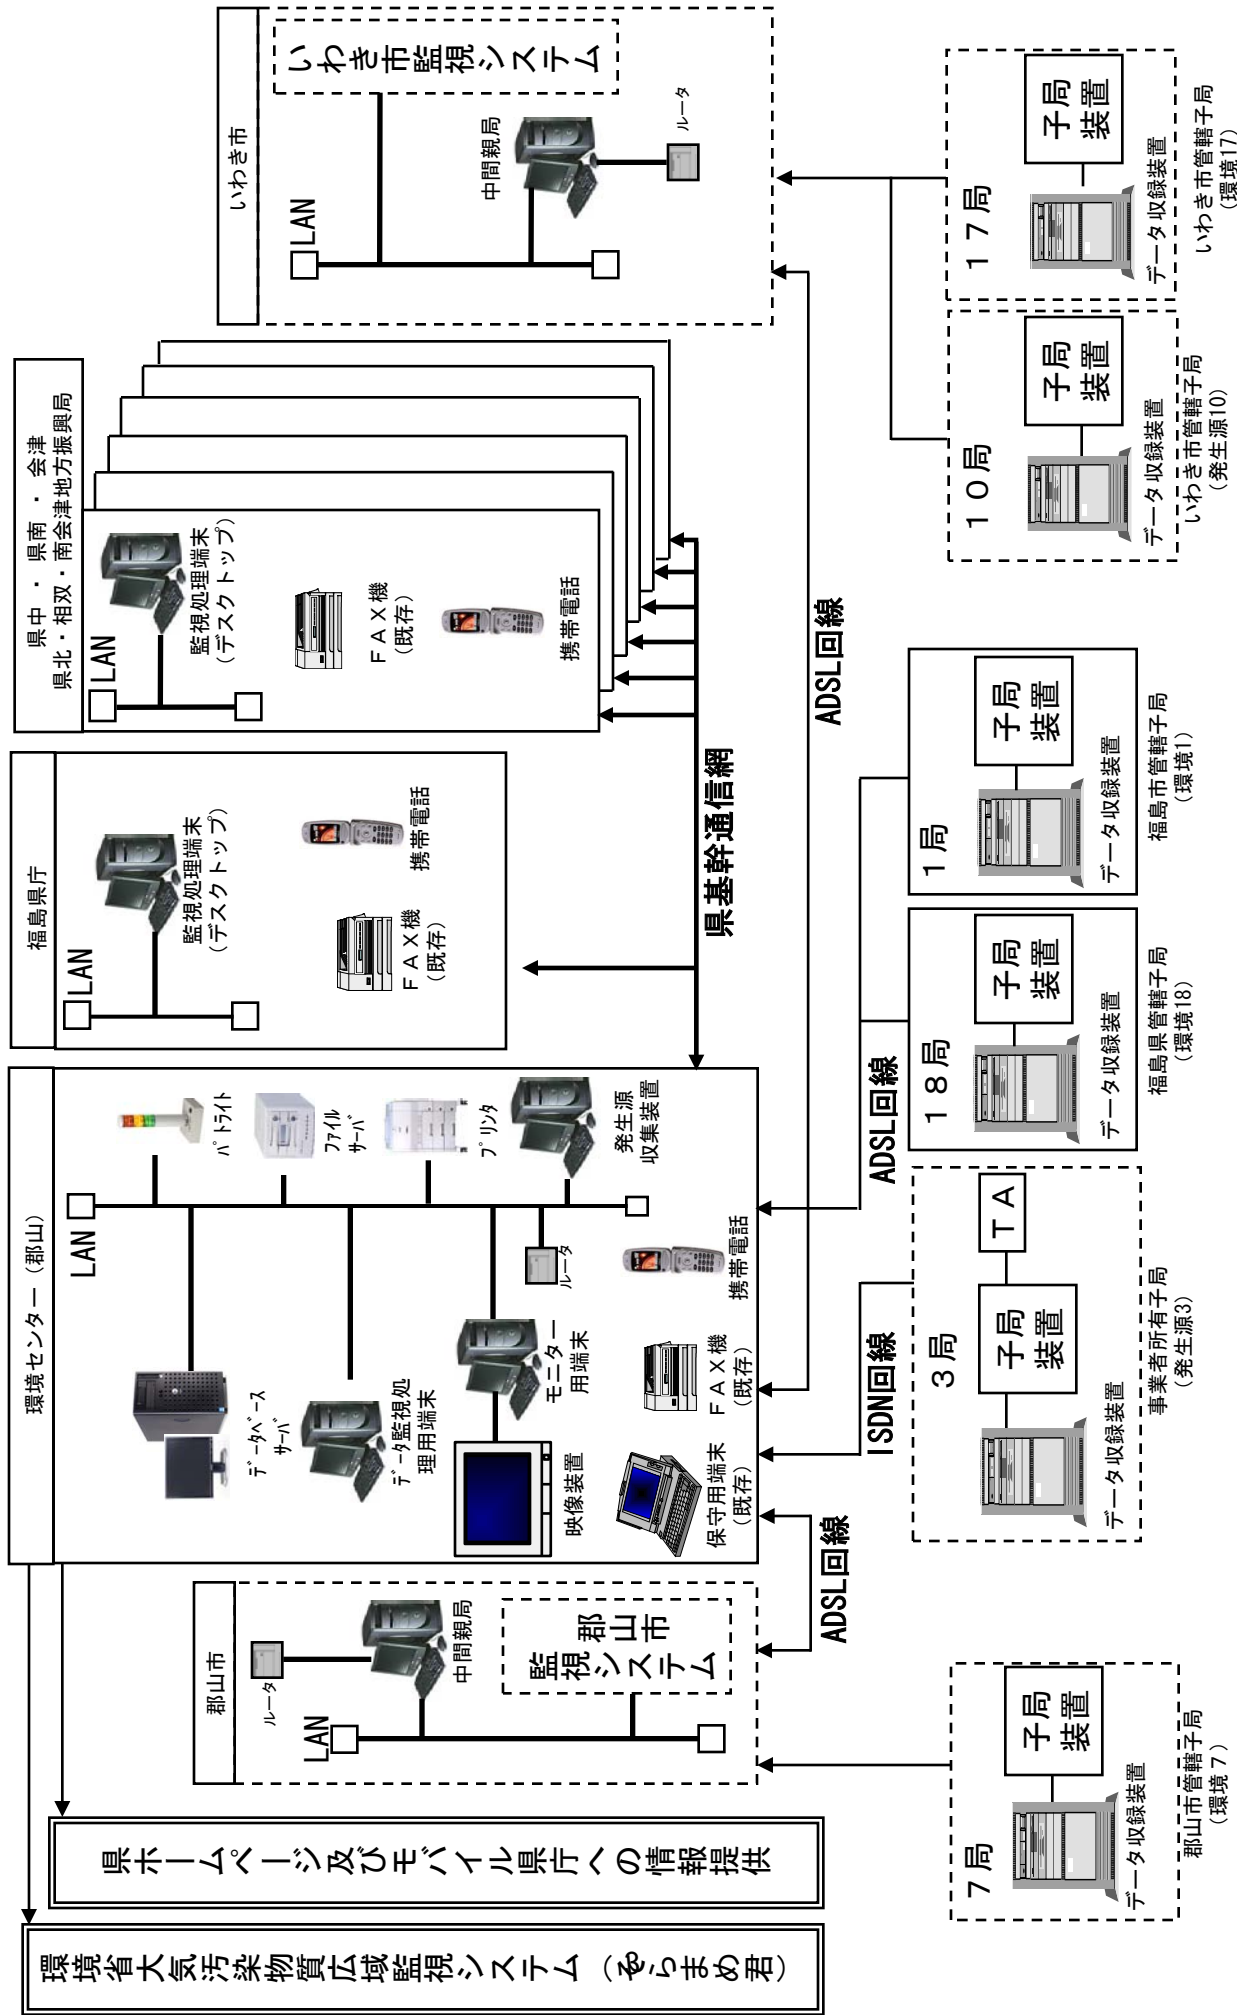 環境省大気汚染物質広域監視システム（そらまめ君）
県ホームページ及びモバイル県庁への情報提供
郡山市
ルータ
LAN
中間親局
郡山市
監視システム
ADSL回線
7局
子局
装置
データ収録装置
郡山市管轄子局
(環境７)
環境センター（郡山）
LAN
データベース
サーバ
データ監視処
理用端末
映像装置
モニター
用端末
保守用端末
(既存)
ＦＡＸ機
(既存)
携帯電話
ルータ
パトライト
ファイル
サーバ
プリンタ
発生源
収集装置
ISDN回線
３局
子局
装置
ＴＡ
データ収録装置
事業者所有子局
(発生源3)
ADSL回線
１８局
子局
装置
データ収録装置
福島県管轄子局
(環境18)
１局
子局
装置
データ収録装置
福島市管轄子局
(環境1)
福島県庁
LAN
監視処理端末
(デスクトップ)
ＦＡＸ機
(既存)
携帯電話
県基幹通信網
県中・県南・会津
県北・相双・南会津地方振興局
LAN
監視処理端末
(デスクトップ)
ＦＡＸ機
(既存)
携帯電話
ADSL回線
いわき市
LAN
いわき市監視システム
中間親局
ルータ
１０局
子局
装置
データ収録装置
いわき市管轄子局
(発生源10)
１７局
子局
装置
データ収録装置
いわき市管轄子局
(環境17)